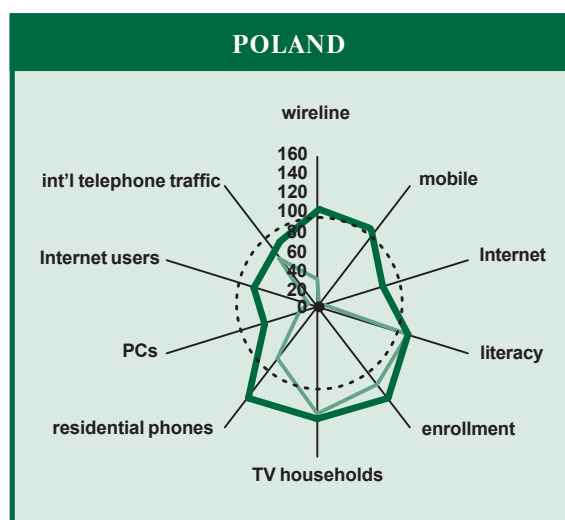 POLAND
wireline
160
140
120
100
80
60
40
20
0
int'l telephone traffic
mobile
Internet users
Internet
PCs
literacy
residential phones
enrollment
TV households